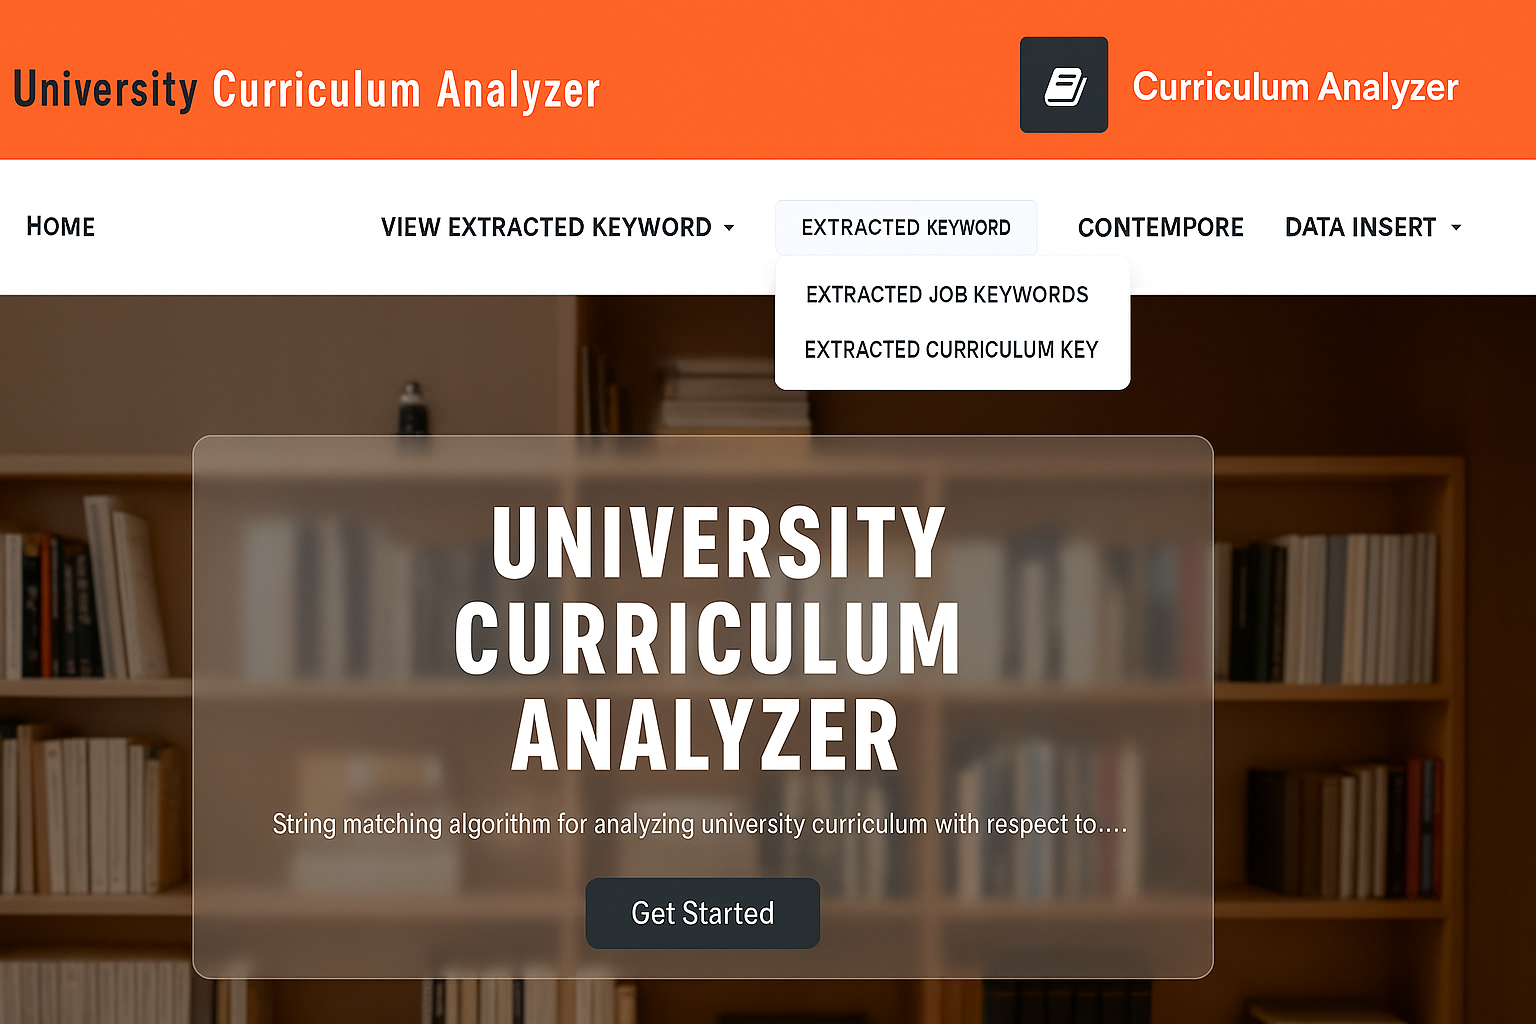 University Curriculum Analyzer
Curriculum Analyzer
HOME
VIEW EXTRACTED KEYWORD
EXTRACTED KEYWORD
CONTEMPORE
DATA INSERT
EXTRACTED JOB KEYWORDS
EXTRACTED CURRICULUM KEY
UNIVERSITY
CURRICULUM
ANALYZER
String matching algorithm for analyzing university curriculum with respect to....
Get Started